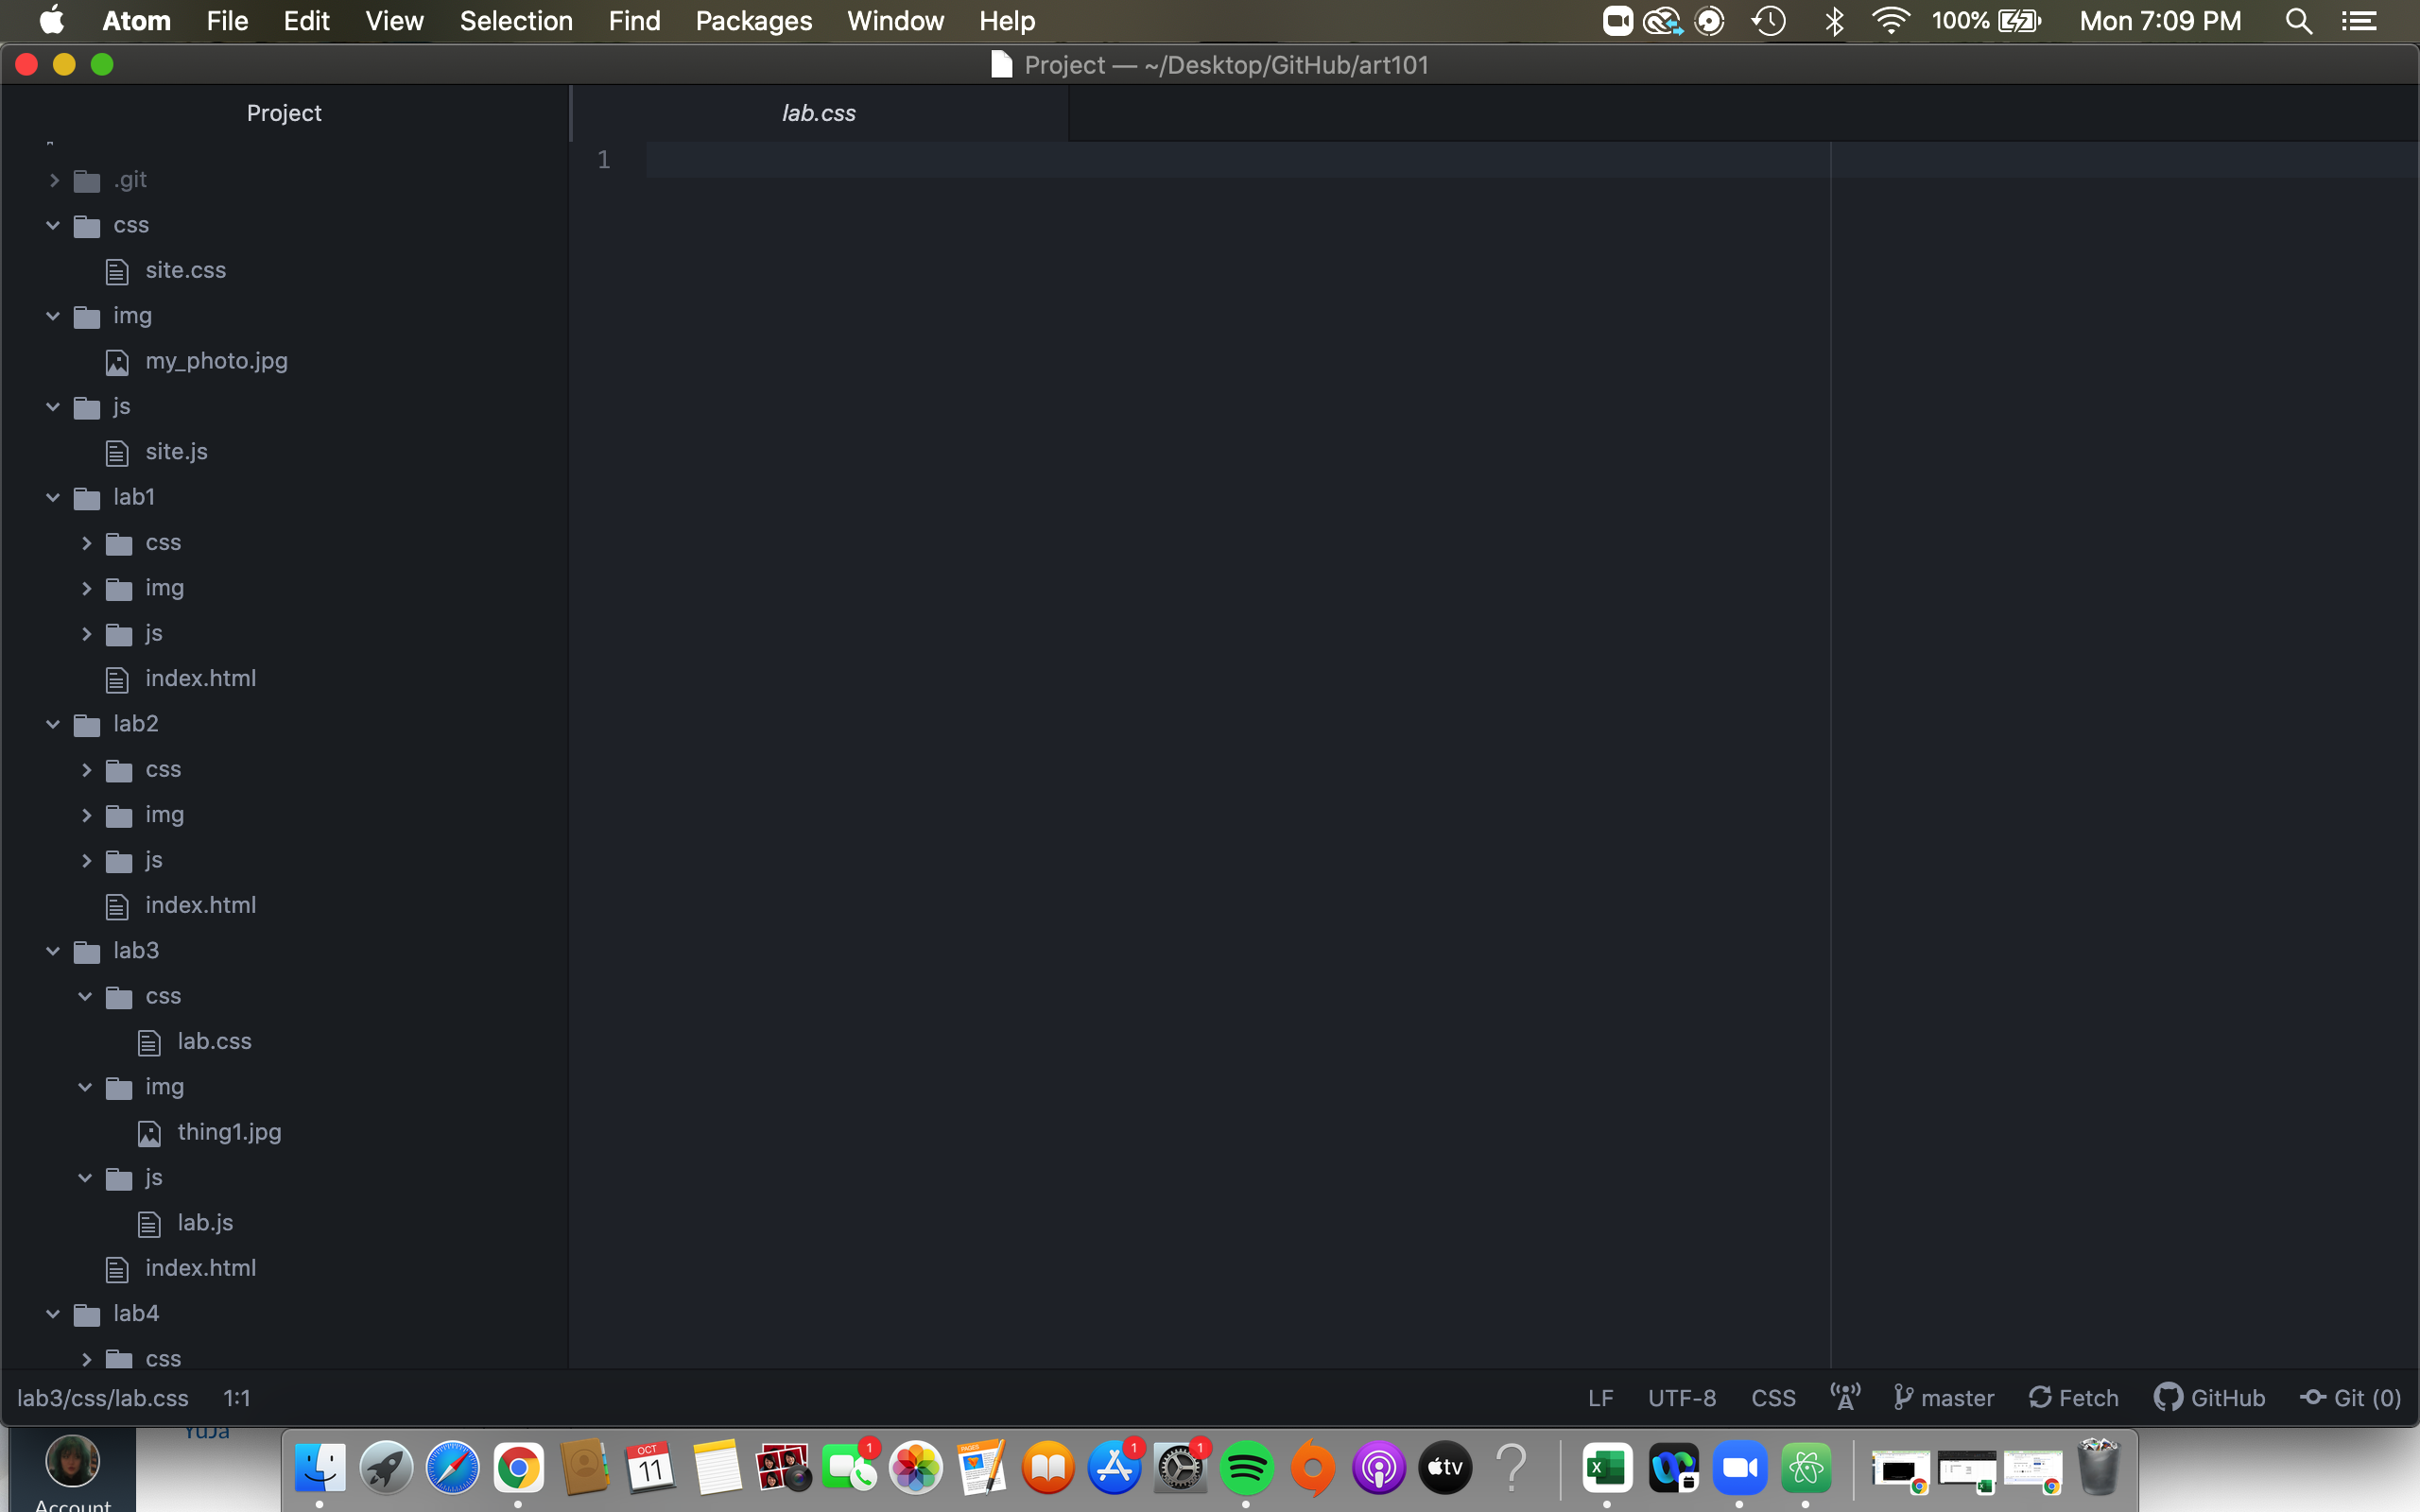 Atom File Edit View Selection Find Packages Window Help 100% Mon 7:09 PM
Project — ~/Desktop/GitHub/art101
Project
lab.css
1
.git
css
site.css
img
my_photo.jpg
js
site.js
lab1
css
img
js
index.html
lab2
css
img
js
index.html
lab3
css
lab.css
img
thing1.jpg
js
lab.js
index.html
lab4
css
lab3/css/lab.css 1:1 LF UTF-8 CSS master Fetch GitHub Git (0)
YuJa
OCT
11
1
PAGES
1
1
tv
?
X
Account